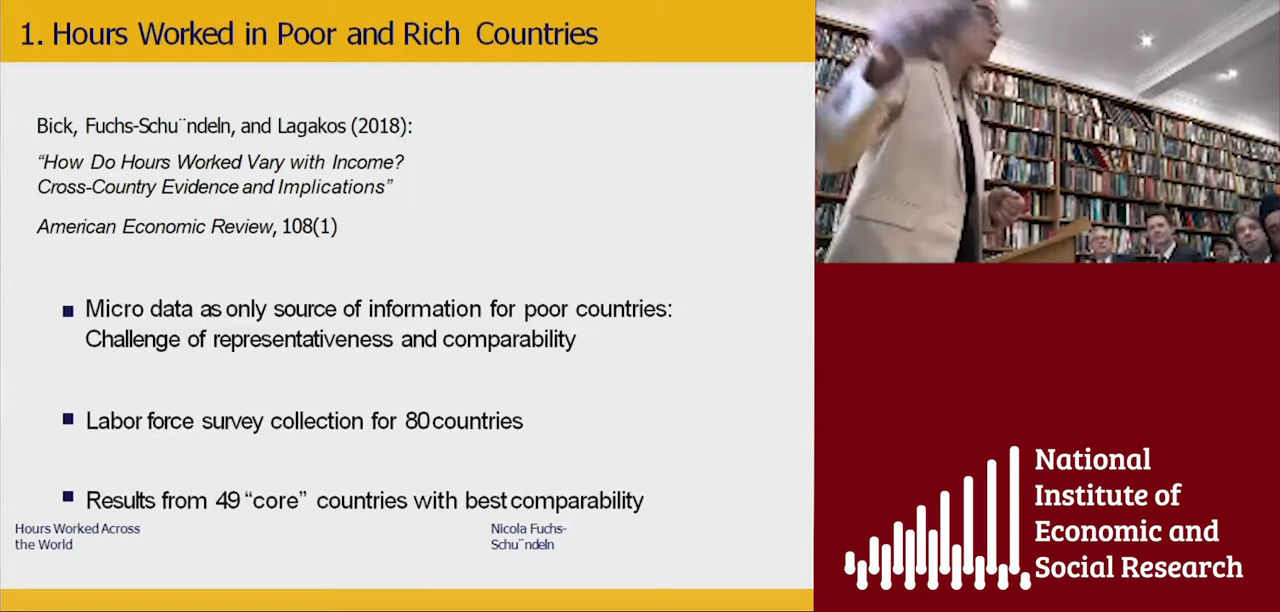 1. Hours Worked in Poor and Rich Countries
Bick, Fuchs-Schu¨ndeln, and Lagakos (2018):
“How Do Hours Worked Vary with Income?
Cross-Country Evidence and Implications”
American Economic Review, 108(1)
Micro data as only source of information for poor countries:
Challenge of representativeness and comparability
Labor force survey collection for 80 countries
Results from 49 “core” countries with best comparability
Hours Worked Across
the World
Nicola Fuchs-
Schu¨ndeln
National
Institute of
Economic and
Social Research